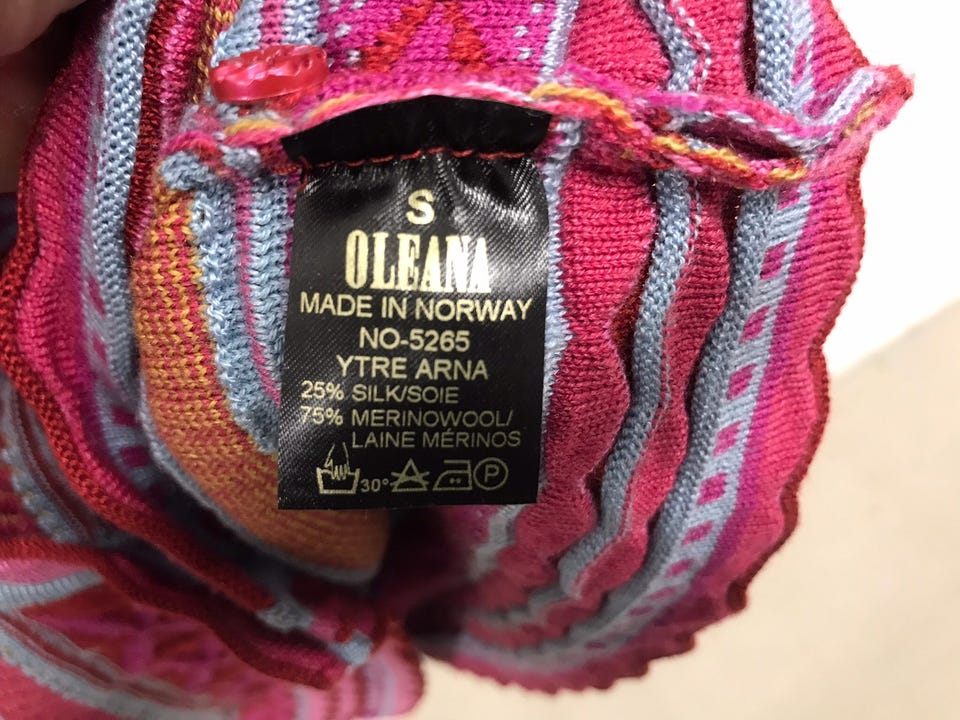 S
OLEANA
MADE IN NORWAY
NO-5265
YTRE ARNA
25% SILK/SOIE
75% MERINOWOOL/
LAINE MÉRINOS
30° P